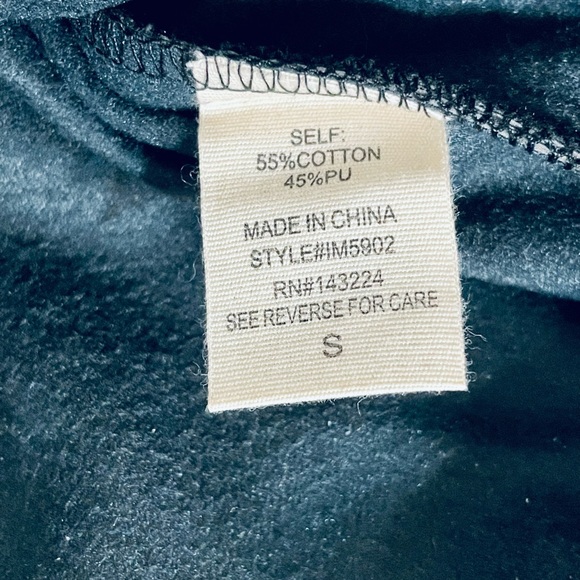 SELF:
55%COTTON
45%PU
MADE IN CHINA
STYLE#IM5902
RN#143224
SEE REVERSE FOR CARE
S